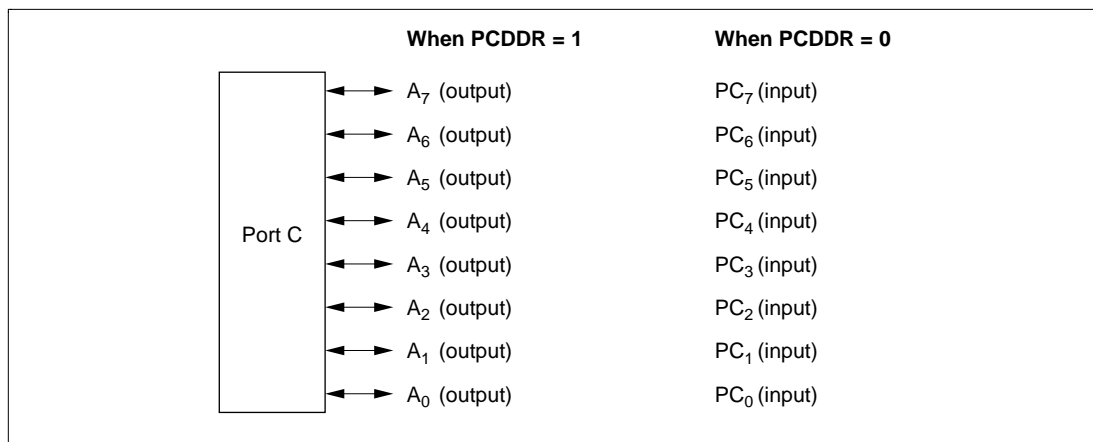 When PCDDR = 1 When PCDDR = 0
A7 (output) PC7 (input)
A6 (output) PC6 (input)
A5 (output) PC5 (input)
A4 (output) PC4 (input)
Port C
A3 (output) PC3 (input)
A2 (output) PC2 (input)
A1 (output) PC1 (input)
A0 (output) PC0 (input)